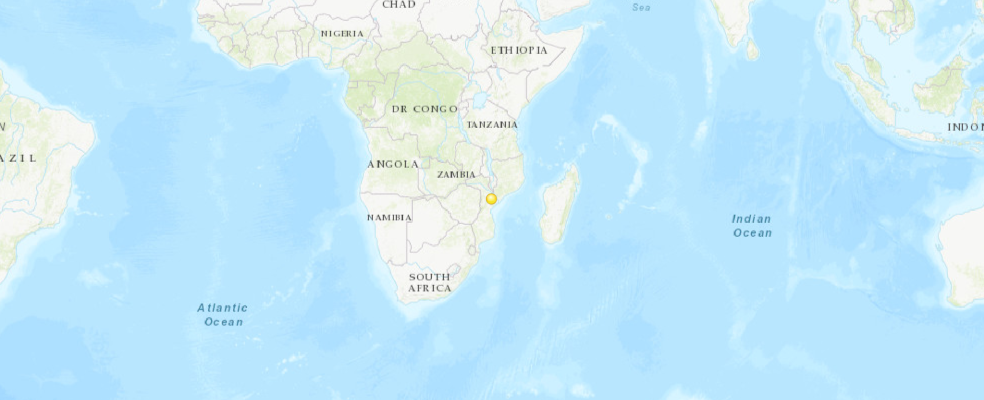 CHAD
Sea
NIGERIA
ETHIOPIA
DR CONGO
TANZANIA
N
INDON
AZIL
ANGOLA
ZAMBIA
NAMIBIA
Indian
Ocean
SOUTH
AFRICA
Atlantic
Ocean